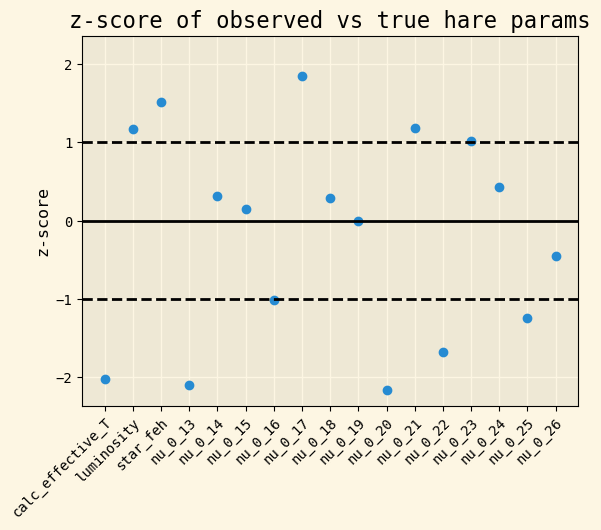 z-score of observed vs true hare params
z-score
2
1
0
−1
−2
calc_effective_T
luminosity
star_feh
nu_0_13
nu_0_14
nu_0_15
nu_0_16
nu_0_17
nu_0_18
nu_0_19
nu_0_20
nu_0_21
nu_0_22
nu_0_23
nu_0_24
nu_0_25
nu_0_26